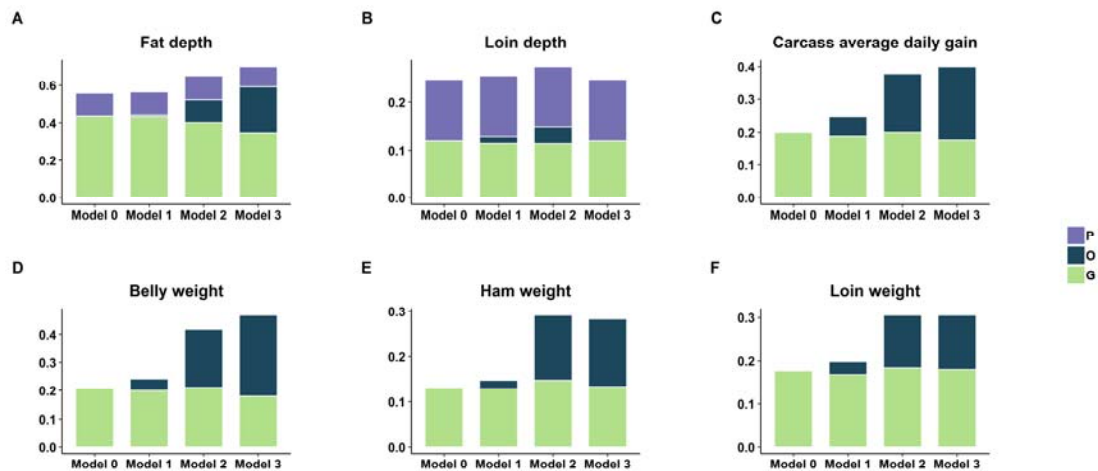 A
Fat depth
0.6
0.4
0.2
0.0
Model 0 Model 1 Model 2 Model 3
B
Loin depth
0.2
0.1
0.0
Model 0 Model 1 Model 2 Model 3
C
Carcass average daily gain
0.4
0.3
0.2
0.1
0.0
Model 0 Model 1 Model 2 Model 3
P
O
G
D
Belly weight
0.4
0.3
0.2
0.1
0.0
Model 0 Model 1 Model 2 Model 3
E
Ham weight
0.3
0.2
0.1
0.0
Model 0 Model 1 Model 2 Model 3
F
Loin weight
0.3
0.2
0.1
0.0
Model 0 Model 1 Model 2 Model 3